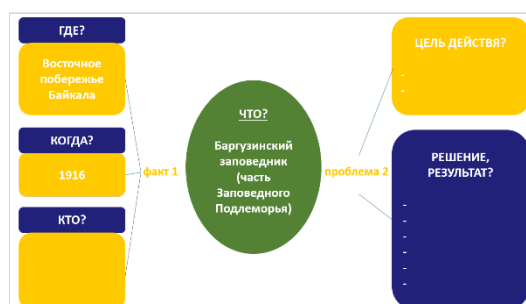 ГДЕ?
Восточное
побережье
Байкала
КОГДА?
1916
КТО?
факт 1
ЧТО?
Баргузинский
заповедник
(часть
Заповедного
Подлеморья)
проблема 2
ЦЕЛЬ ДЕЙСТВЯ?
-
-
РЕШЕНИЕ,
РЕЗУЛЬТАТ?
-
-
-
-
-
-